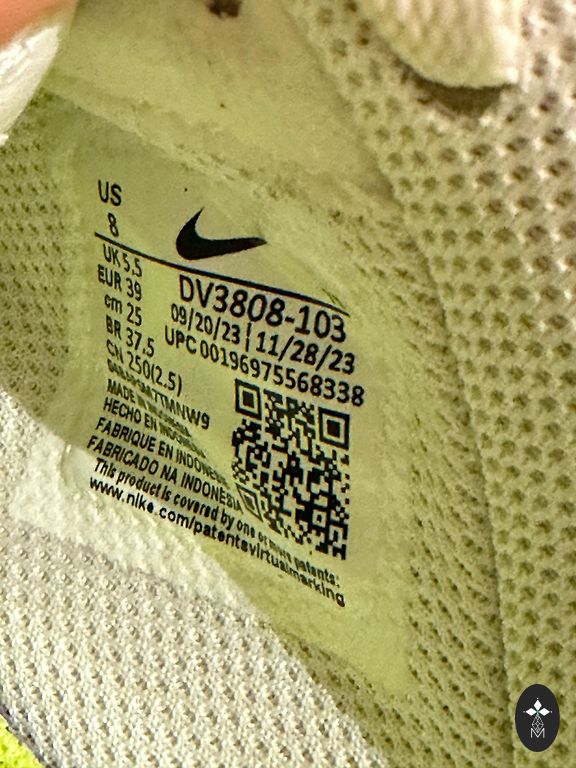 US
8
UK 5.5
EUR 39
cm 25
BR 37,5
CN 250(2.5)
DV3808-103
09/20/23 | 11/28/23
UPC 00196975568338
MADE IN
HECHO EN INDONESIA
FABRIQUE EN INDONESIE
FABRICADO NA INDONESIA
This product is covered by one or more patents:
www.nike.com/patentsvirtualmarking
M